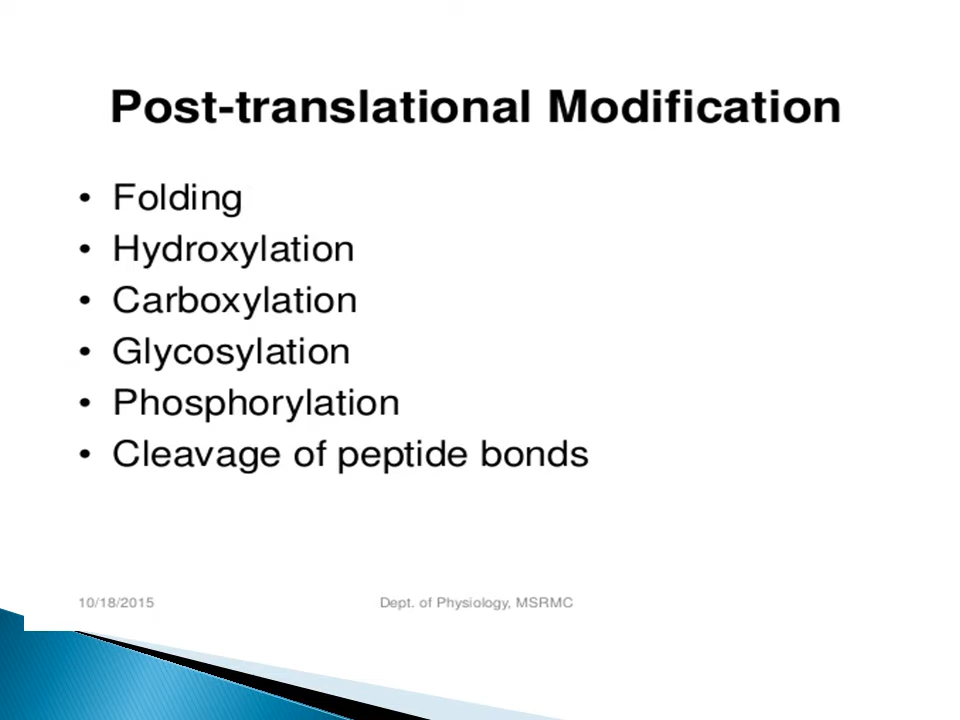 Post-translational Modification
• Folding
• Hydroxylation
• Carboxylation
• Glycosylation
• Phosphorylation
• Cleavage of peptide bonds
10/18/2015 Dept. of Physiology, MSRMC